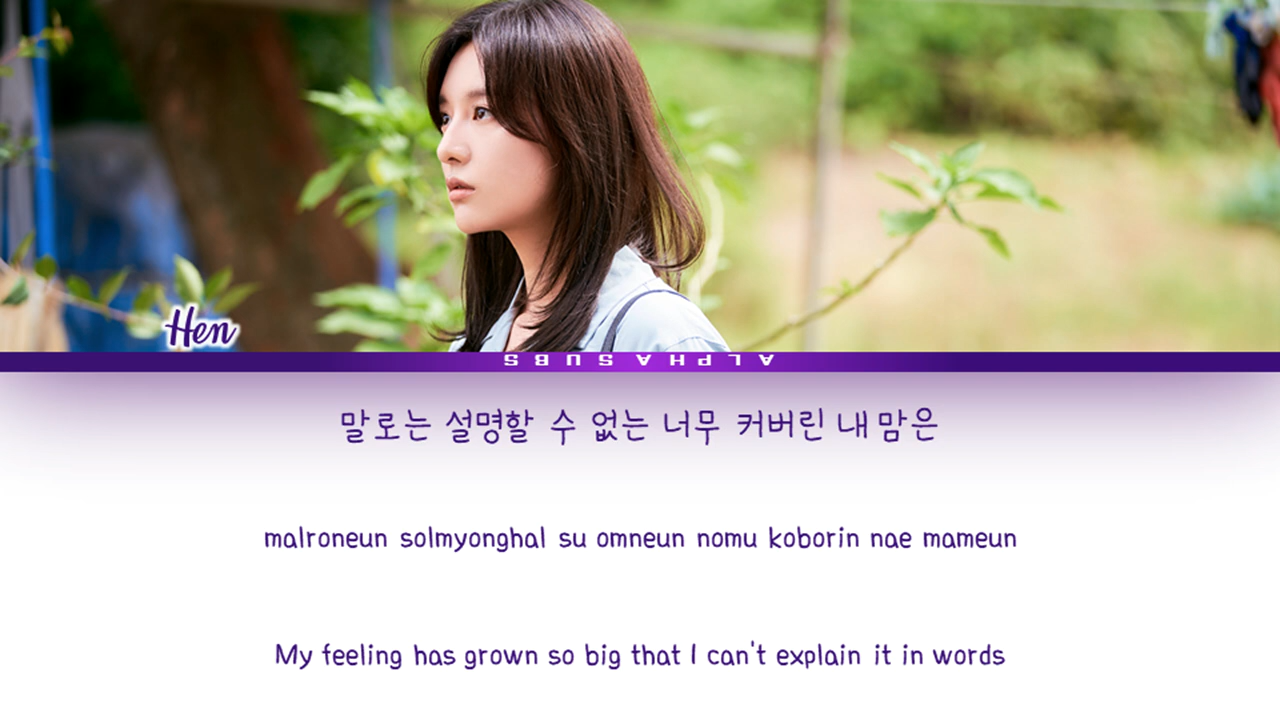 Hen
ALPHASUBS
말로는 설명할 수 없는 너무 커버린 내 맘은
malroneun solmyonghal su omneun nomu koborin nae mameun
My feeling has grown so big that I can't explain it in words